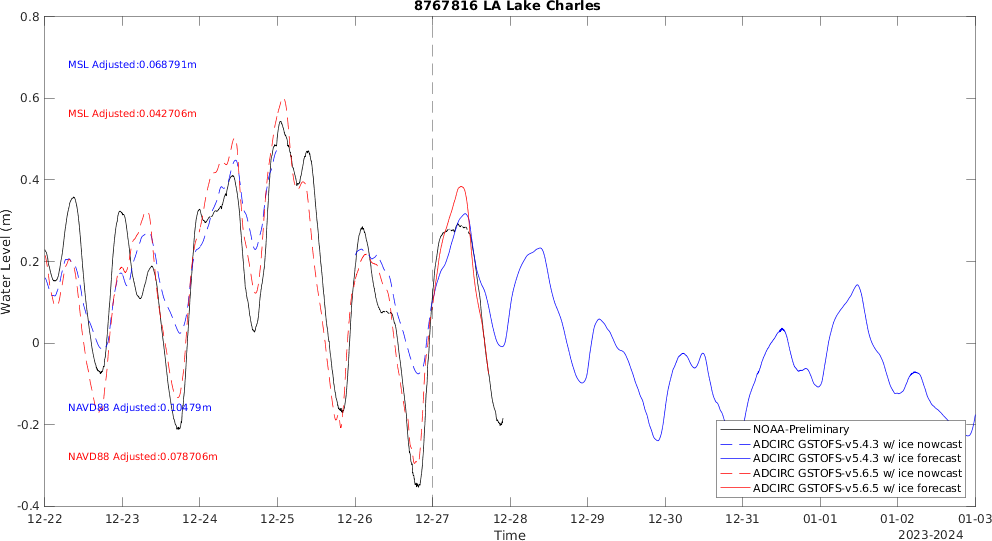 8767816 LA Lake Charles
0.8
0.6
0.4
0.2
0
-0.2
-0.4
Water Level (m)
MSL Adjusted:0.068791m
MSL Adjusted:0.042706m
NAVD88 Adjusted:0.10479m
NAVD88 Adjusted:0.078706m
NOAA-Preliminary
ADCIRC GSTOFS-v5.4.3 w/ ice nowcast
ADCIRC GSTOFS-v5.4.3 w/ ice forecast
ADCIRC GSTOFS-v5.6.5 w/ ice nowcast
ADCIRC GSTOFS-v5.6.5 w/ ice forecast
12-22 12-23 12-24 12-25 12-26 12-27 12-28 12-29 12-30 12-31 01-01 01-02 01-03
Time
2023-2024